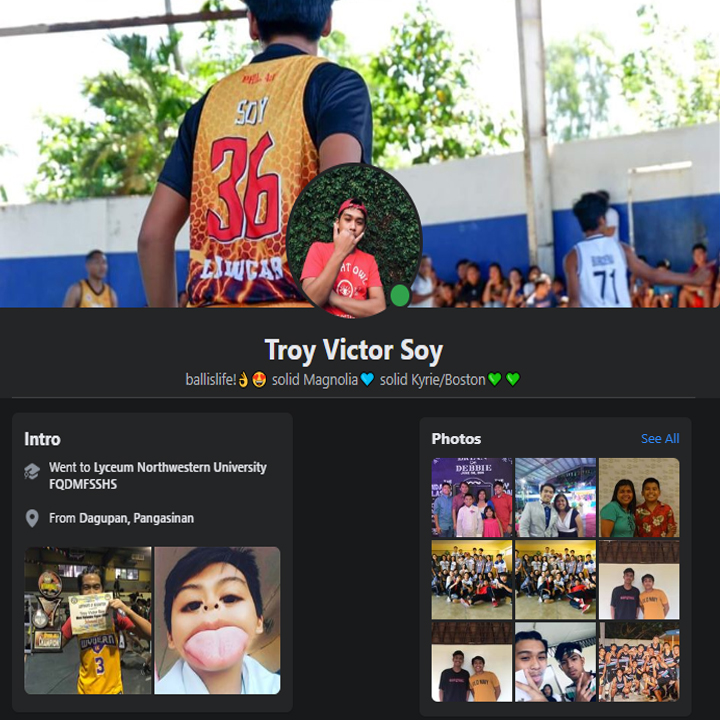 SOY
36
71
Troy Victor Soy
ballislife!👌😍 solid Magnolia💙 solid Kyrie/Boston💚 💚
Intro
Went to Lyceum Northwestern University
FQDMFSSHS
From Dagupan, Pangasinan
3
Photos
See All
DEBBIE